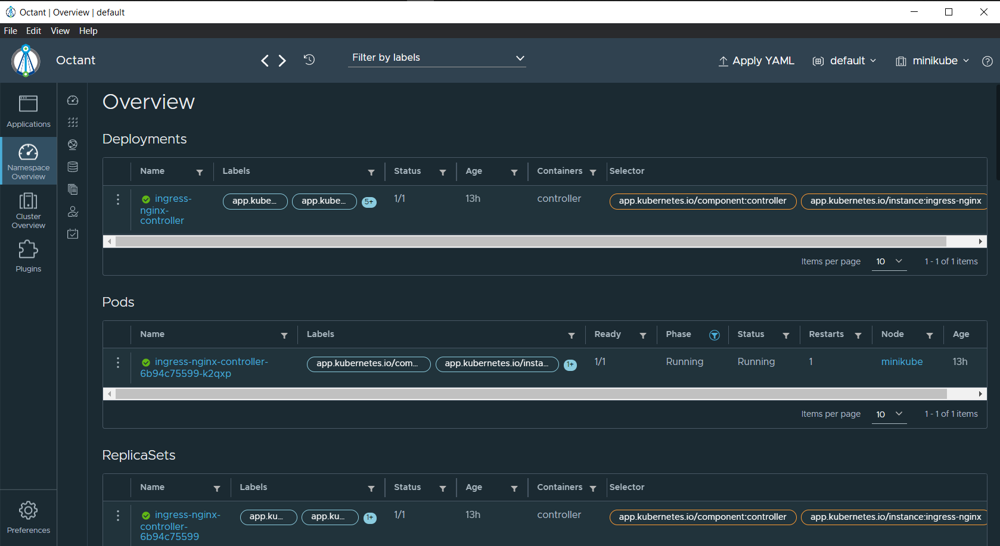 Octant | Overview | default
File Edit View Help
Octant
Filter by labels
Apply YAML
default
minikube
?
Applications
Namespace
Overview
Cluster
Overview
Plugins
Preferences
Overview
Deployments
Name Labels Status Age Containers Selector
ingress-
nginx-
controller
app.kube... app.kube... 5+ 1/1 13h controller app.kubernetes.io/component:controller app.kubernetes.io/instance:ingress-nginx
Items per page 10 1 - 1 of 1 items
Pods
Name Labels Ready Phase Status Restarts Node Age
ingress-nginx-controller-
6b94c75599-k2qxp
app.kubernetes.io/com... app.kubernetes.io/insta... 1+ 1/1 Running Running 1 minikube 13h
Items per page 10 1 - 1 of 1 items
ReplicaSets
Name Labels Status Age Containers Selector
ingress-nginx-
controller-
6b94c75599
app.ku... app.ku... 1+ 1/1 13h controller app.kubernetes.io/component:controller app.kubernetes.io/instance:ingress-nginx